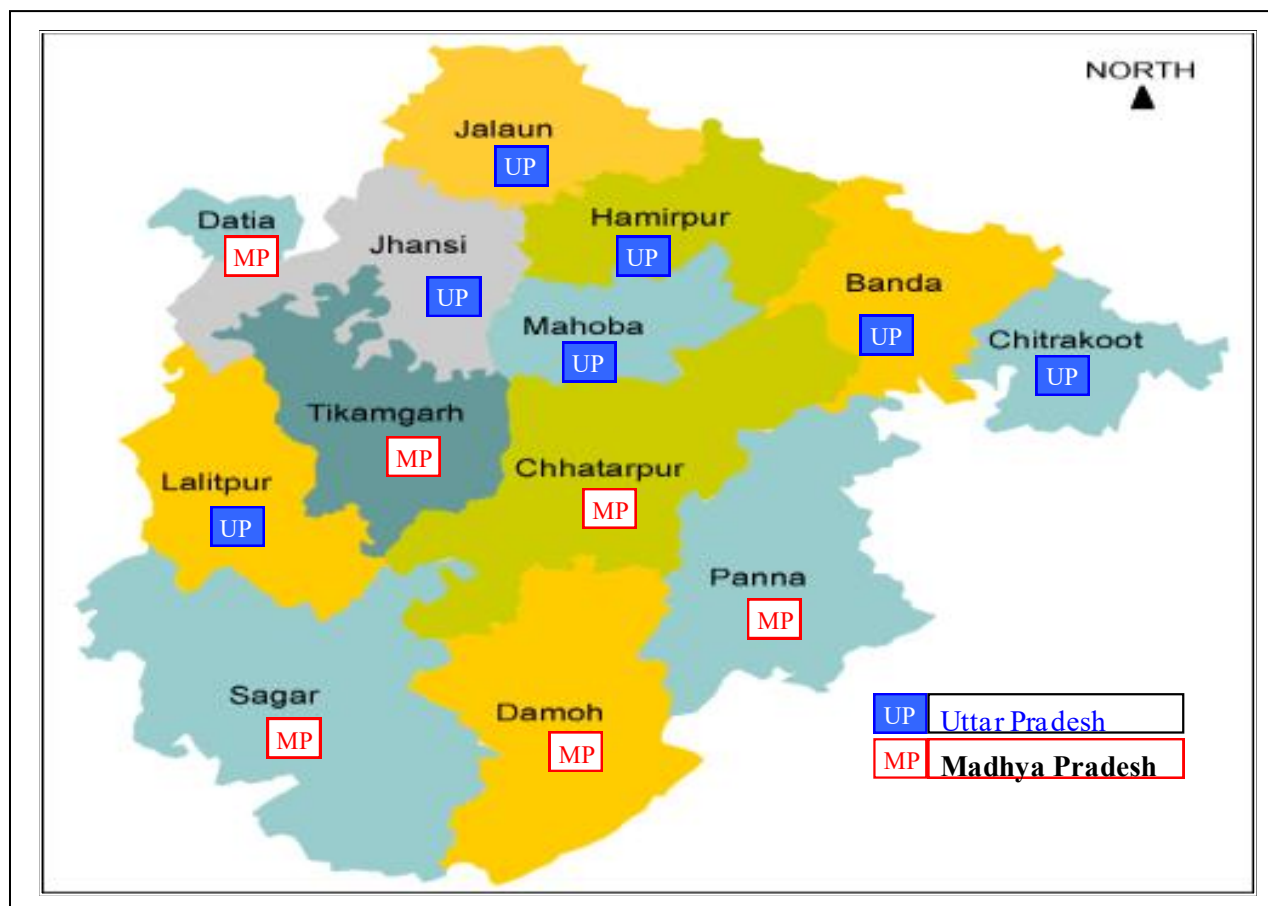 NORTH
Jalaun
UP
Datia
MP
Hamirpur
UP
Jhansi
UP
Banda
UP
Mahoba
UP
Chitrakoot
UP
Tikamgarh
MP
Chhatarpur
MP
Lalitpur
UP
Panna
MP
Sagar
MP
Damoh
MP
UP Uttar Pradesh
MP Madhya Pradesh